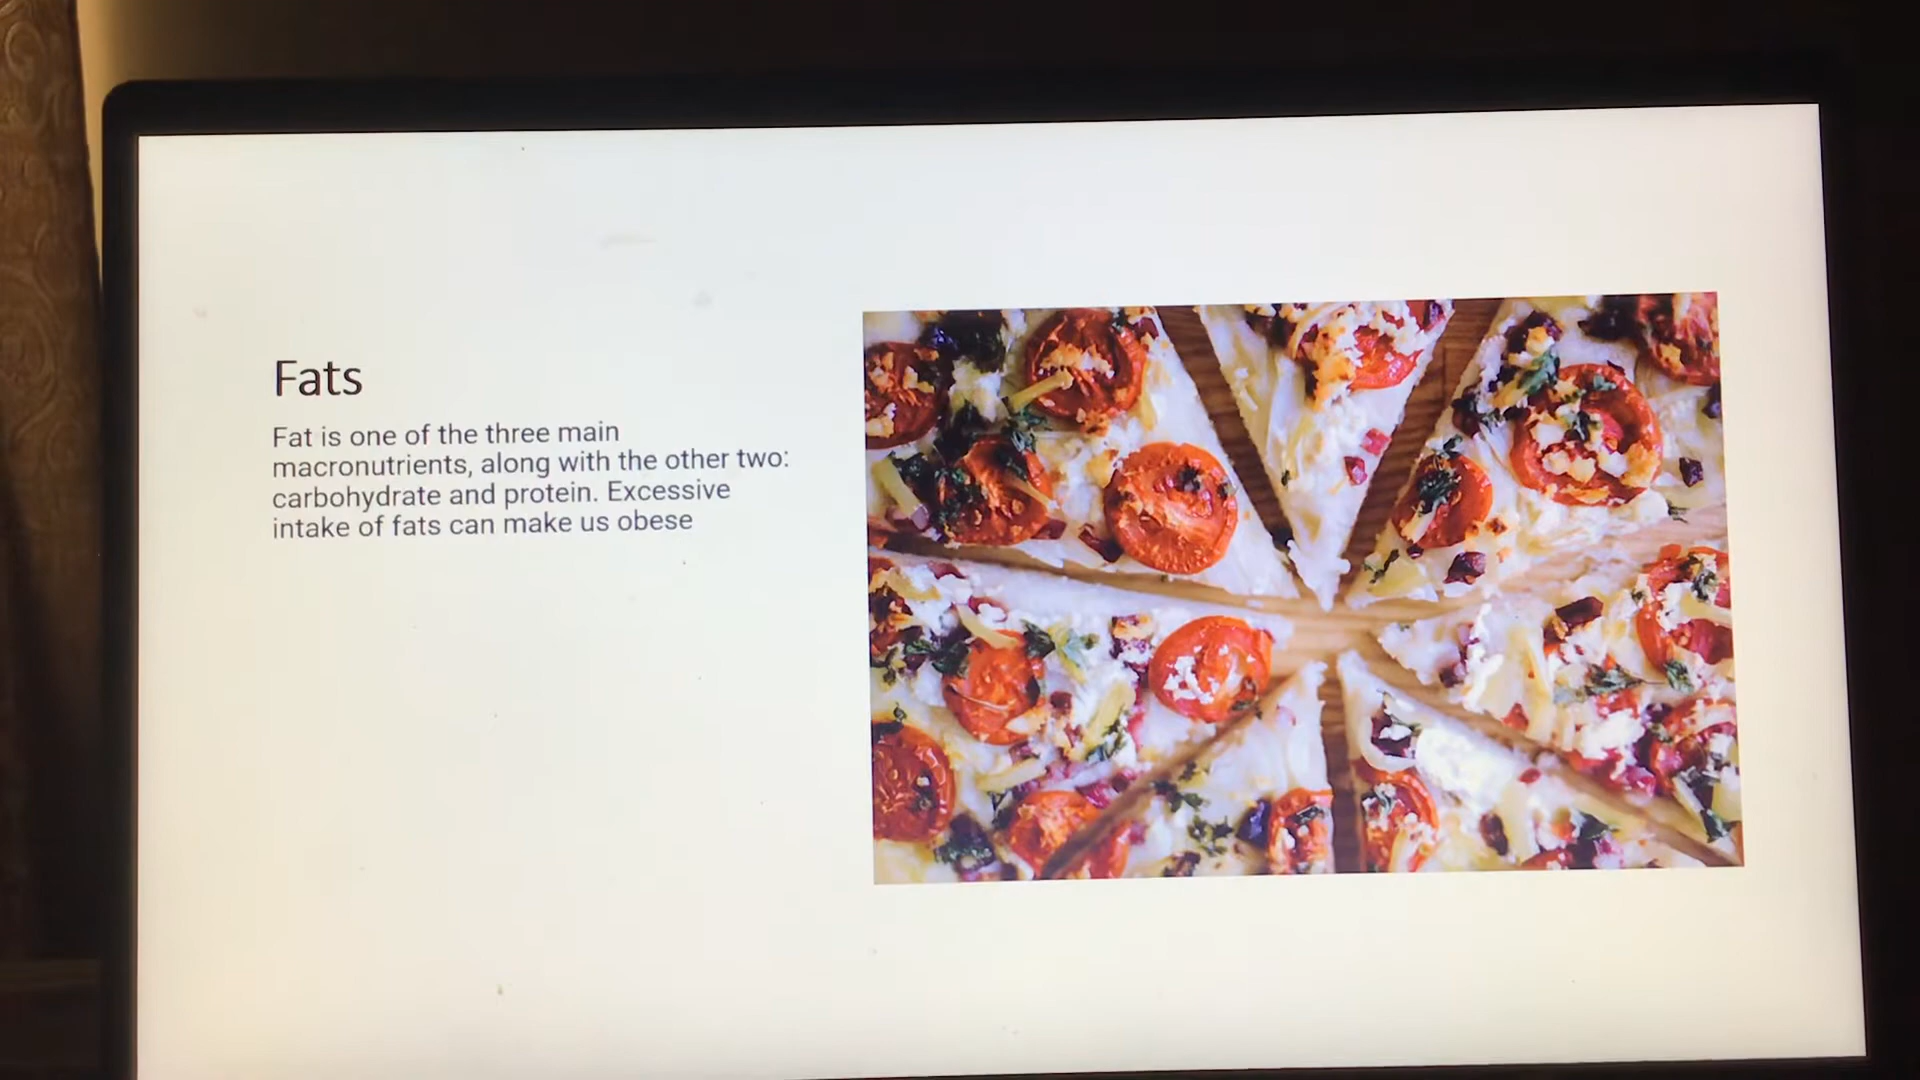 Fats
Fat is one of the three main
macronutrients, along with the other two:
carbohydrate and protein. Excessive
intake of fats can make us obese